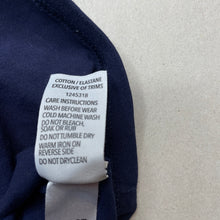 COTTON / ELASTANE
EXCLUSIVE OF TRIMS
1245318
CARE INSTRUCTIONS
WASH BEFORE WEAR
COLD MACHINE WASH
DO NOT BLEACH,
SOAK OR RUB
DO NOT TUMBLE DRY
WARM IRON ON
REVERSE SIDE
DO NOT DRYCLEAN